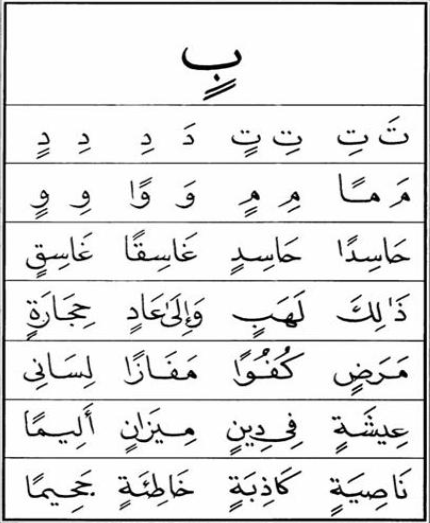 بٍ
تَ تِ تِ تٍ دَ دِ دِ دٍ
مَ مًا مِ مٍ وَ وًا وِ وٍ
حَاسِدًا حَاسِدٍ غَاسِقًا غَاسِقٍ
ذَٰلِكَ لَهَبٍ وَإِلَىٰ عَادٍ حِجَارَةٍ
مَرَضٍ كُفُوًا مَفَازًا لِسَانِي
عِيشَةٍ فِي دِينٍ مِيزَانٍ أَلِيمًا
نَاصِيَةٍ كَاذِبَةٍ خَاطِئَةٍ جَحِيمًا